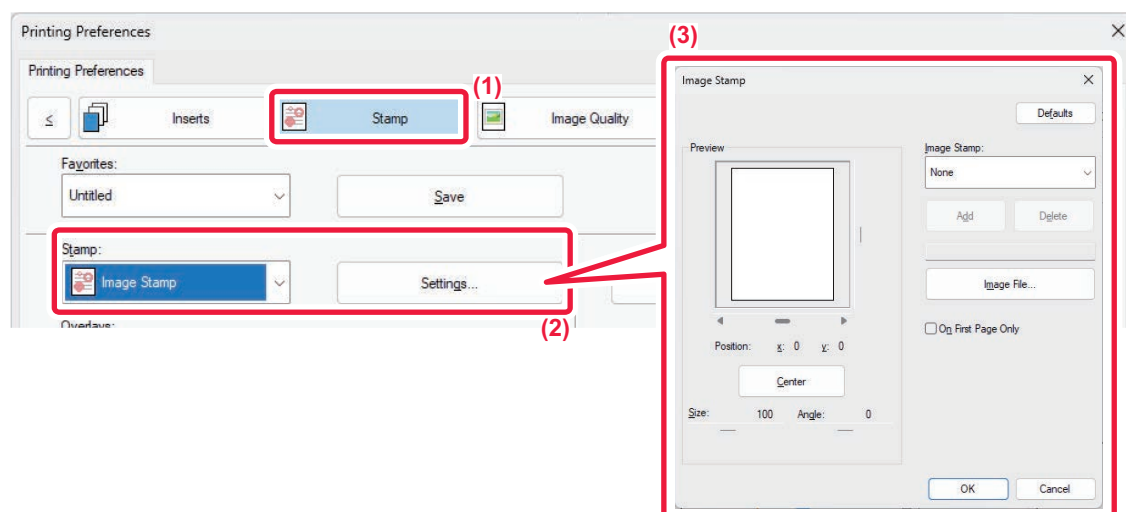 Printing Preferences
Printing Preferences
(1)
≤ Inserts Stamp Image Quality
Favorites:
Untitled Save
Stamp:
Image Stamp Settings...
(2)
Overlays:
(3)
Image Stamp
Defaults
Preview
Image Stamp:
None
Add Delete
Image File...
On First Page Only
Position: x: 0 y: 0
Center
Size: 100 Angle: 0
OK Cancel